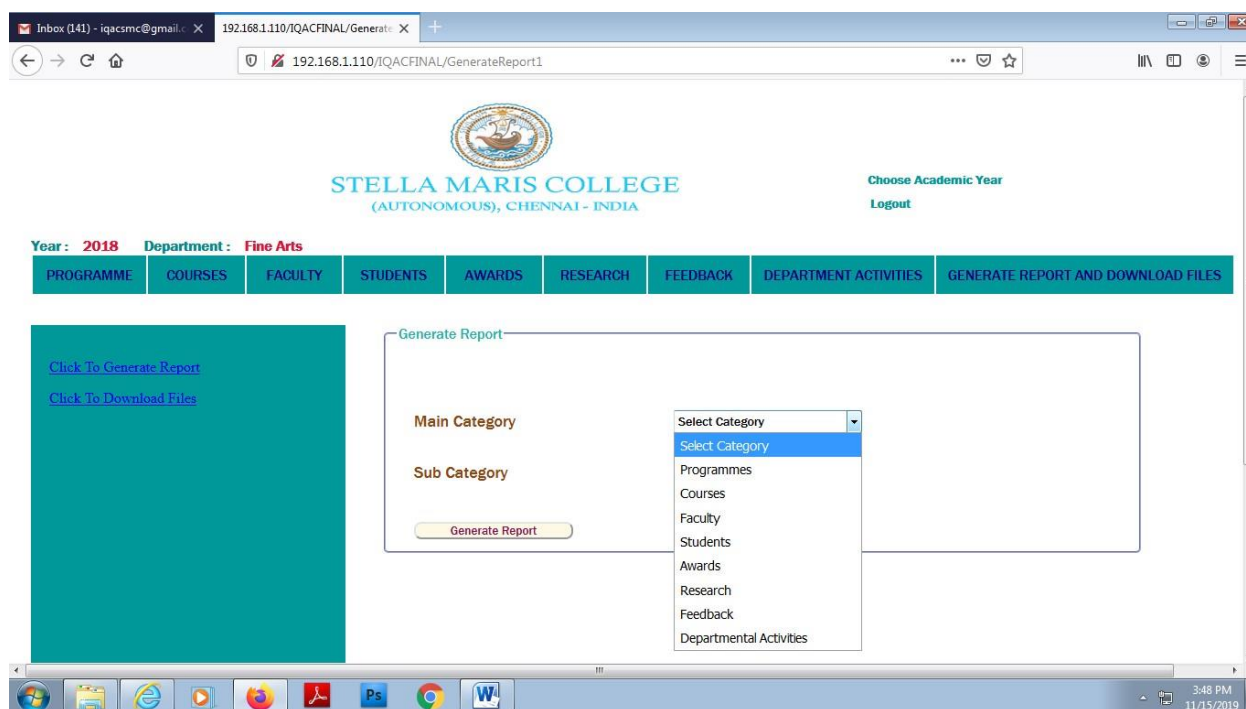 Inbox (141) - iqacsmc@gmail.c
192.168.1.110/IQACFINAL/Generate
192.168.1.110/IQACFINAL/GenerateReport1
STELLA MARIS COLLEGE
(AUTONOMOUS), CHENNAI - INDIA
Choose Academic Year
Logout
Year : 2018 Department : Fine Arts
PROGRAMME COURSES FACULTY STUDENTS AWARDS RESEARCH FEEDBACK DEPARTMENT ACTIVITIES GENERATE REPORT AND DOWNLOAD FILES
Click To Generate Report
Click To Download Files
Generate Report
Main Category
Select Category
Select Category
Programmes
Courses
Faculty
Students
Awards
Research
Feedback
Departmental Activities
Sub Category
Generate Report
Ps
W
3:48 PM
11/15/2019